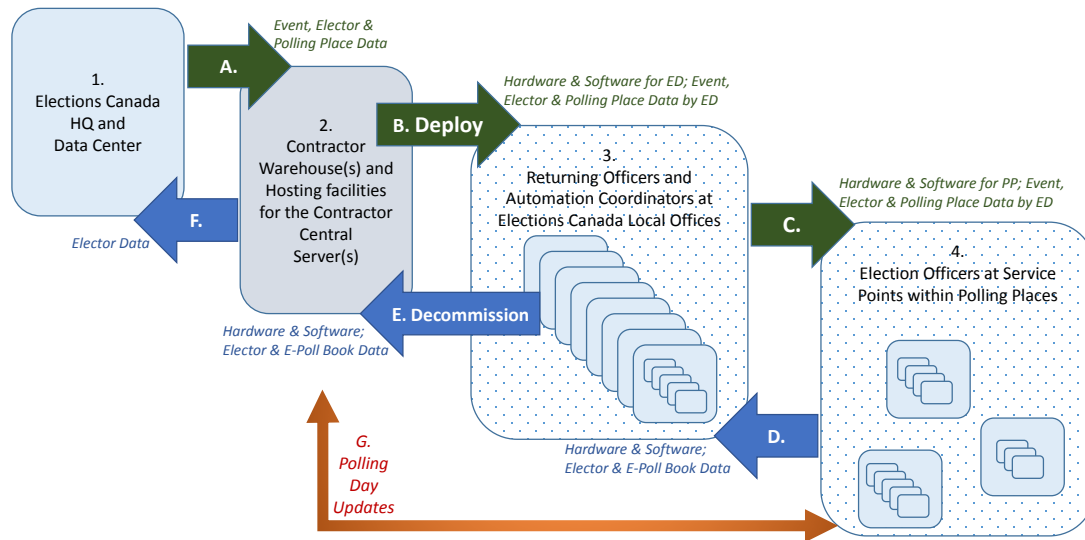 Event, Elector &
Polling Place Data
A.
1.
Elections Canada
HQ and
Data Center
Hardware & Software for ED; Event,
Elector & Polling Place Data by ED
2.
Contractor
Warehouse(s) and
Hosting facilities
for the Contractor
Central
Server(s)
B. Deploy
3.
Returning Officers and
Automation Coordinators at
Elections Canada Local Offices
Hardware & Software for PP; Event,
Elector & Polling Place Data by ED
C.
F.
Elector Data
4.
Election Officers at Service
Points within Polling Places
E. Decommission
Hardware & Software;
Elector & E-Poll Book Data
D.
Hardware & Software;
Elector & E-Poll Book Data
G.
Polling
Day
Updates